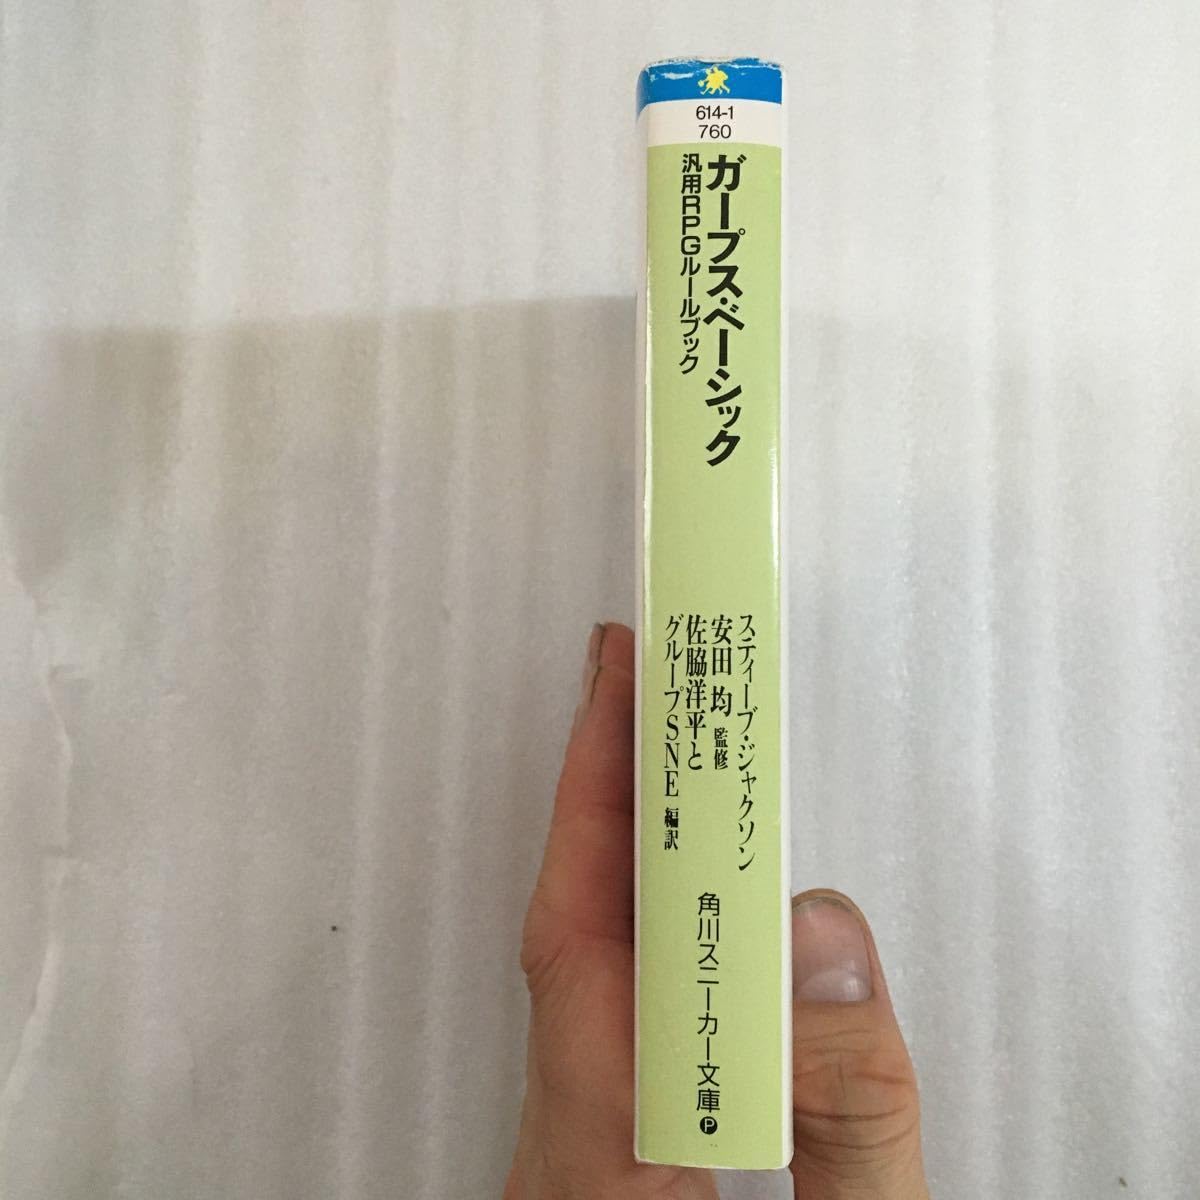 614-1
760
ガープス・ベーシック
汎用RPGルールブック
スティーブ・ジャクソン
安田 均 監修
佐脇洋平と
グループSNE 編訳
角川スニーカー文庫 P